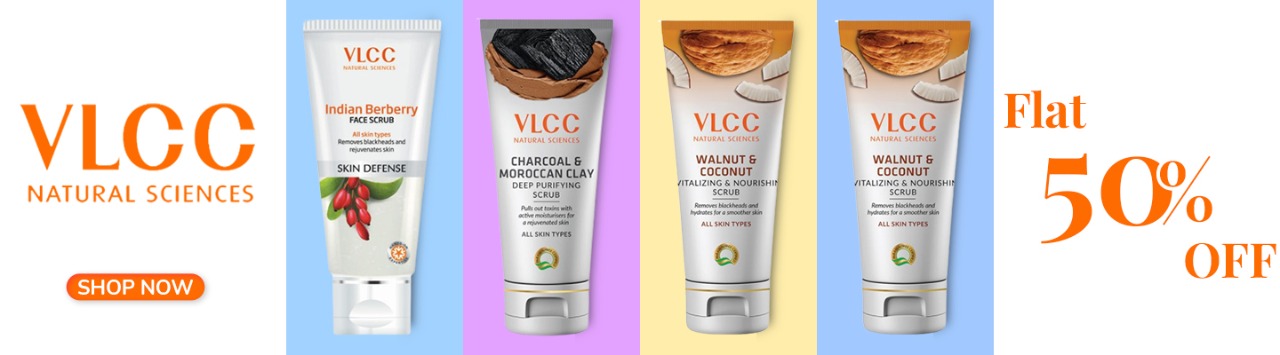 VLCC
NATURAL SCIENCES
SHOP NOW
VLCC
NATURAL SCIENCES
Indian Berberry
FACE SCRUB
All skin types
Removes blackheads and
rejuvenates skin
SKIN DEFENSE
VLCC
NATURAL SCIENCES
CHARCOAL &
MOROCCAN CLAY
DEEP PURIFYING
SCRUB
Pulls out toxins with
active moisturisers for
a rejuvenated skin
ALL SKIN TYPES
VLCC
NATURAL SCIENCES
WALNUT &
COCONUT
VITALIZING & NOURISHIN
SCRUB
Removes blackheads and
hydrates for a smoother skin
ALL SKIN TYPES
VLCC
NATURAL SCIENCES
WALNUT &
COCONUT
VITALIZING & NOURISHIN
SCRUB
Removes blackheads and
hydrates for a smoother skin
ALL SKIN TYPES
Flat
50%
OFF